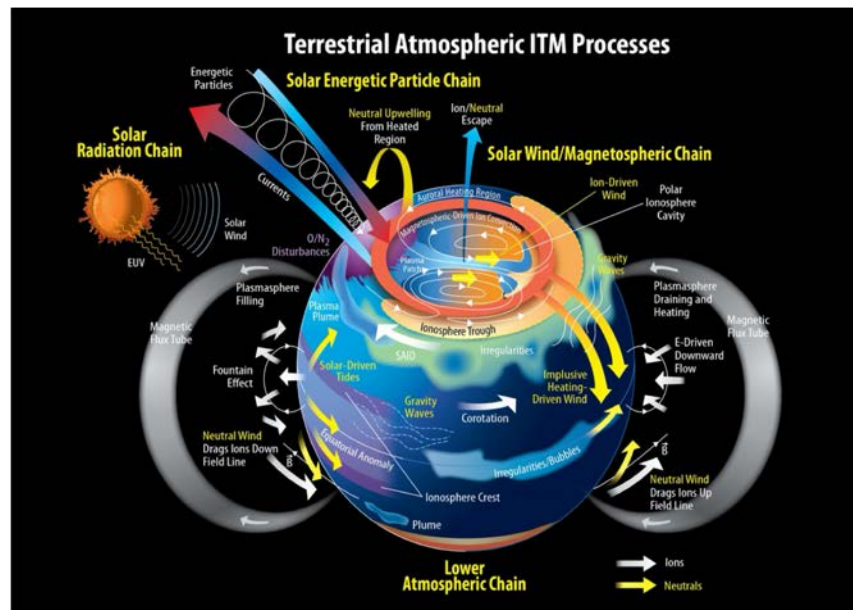 Terrestrial Atmospheric ITM Processes
Energetic
Particles
Solar Energetic Particle Chain
Neutral Upwelling
From Heated
Region
Ion/Neutral
Escape
Solar
Radiation Chain
Solar Wind/Magnetospheric Chain
Currents
Auroral Heating Region
Ion-Driven
Wind
Polar
Ionosphere
Cavity
Magnetospheric-Driven Ion Convection
Solar
Wind
EUV
O/N2
Disturbances
Plasma
Patch
Gravity
Waves
Plasmasphere
Filling
Plasma
Plume
Ionosphere Trough
Plasmasphere
Draining and
Heating
Magnetic
Flux Tube
Magnetic
Flux Tube
SAID
Irregularities
E-Driven
Downward
Flow
Fountain
Effect
Solar-Driven
Tides
Implusive
Heating-
Driven Wind
Gravity
Waves
Corotation
Neutral Wind
Drags Ions Down
Field Line
B
Equatorial Anomaly
Irregularities/Bubbles
B
Neutral Wind
Drags Ions Up
Field Line
Ionosphere Crest
Plume
Lower
Atmospheric Chain
Ions
Neutrals